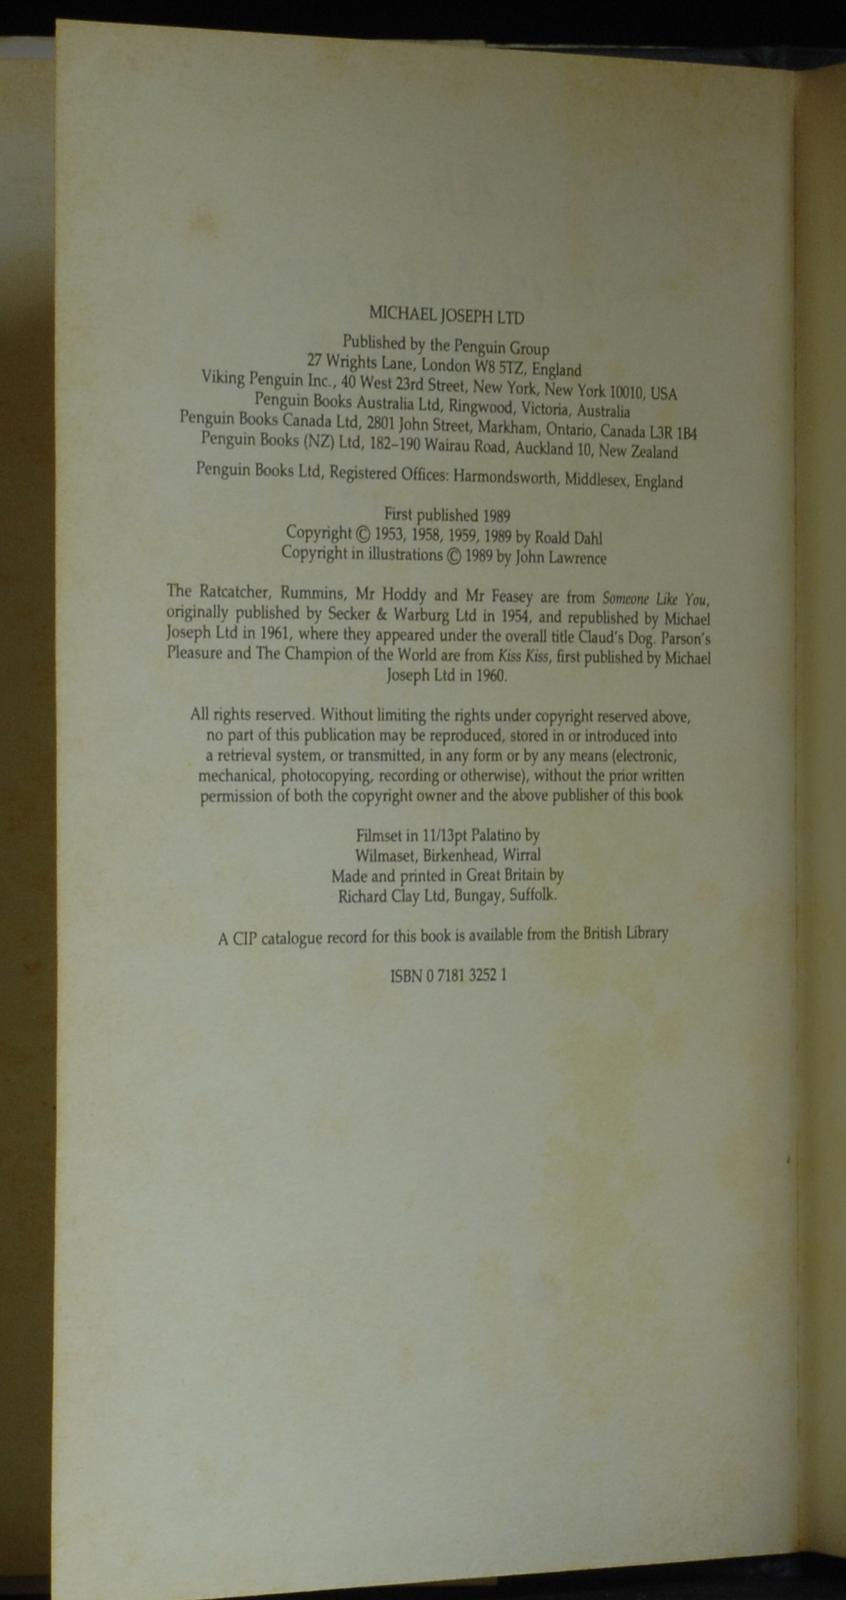 MICHAEL JOSEPH LTD
Published by the Penguin Group
27 Wrights Lane, London W8 5TZ, England
Viking Penguin Inc., 40 West 23rd Street, New York, New York 10010, USA
Penguin Books Australia Ltd, Ringwood, Victoria, Australia
Penguin Books Canada Ltd, 2801 John Street, Markham, Ontario, Canada L3R 1B4
Penguin Books (NZ) Ltd, 182–190 Wairau Road, Auckland 10, New Zealand
Penguin Books Ltd, Registered Offices: Harmondsworth, Middlesex, England
First published 1989
Copyright © 1953, 1958, 1959, 1989 by Roald Dahl
Copyright in illustrations © 1989 by John Lawrence
The Ratcatcher, Rummins, Mr Hoddy and Mr Feasey are from Someone Like You,
originally published by Secker & Warburg Ltd in 1954, and republished by Michael
Joseph Ltd in 1961, where they appeared under the overall title Claud's Dog. Parson's
Pleasure and The Champion of the World are from Kiss Kiss, first published by Michael
Joseph Ltd in 1960.
All rights reserved. Without limiting the rights under copyright reserved above,
no part of this publication may be reproduced, stored in or introduced into
a retrieval system, or transmitted, in any form or by any means (electronic,
mechanical, photocopying, recording or otherwise), without the prior written
permission of both the copyright owner and the above publisher of this book
Filmset in 11/13pt Palatino by
Wilmaset, Birkenhead, Wirral
Made and printed in Great Britain by
Richard Clay Ltd, Bungay, Suffolk.
A CIP catalogue record for this book is available from the British Library
ISBN 0 7181 3252 1